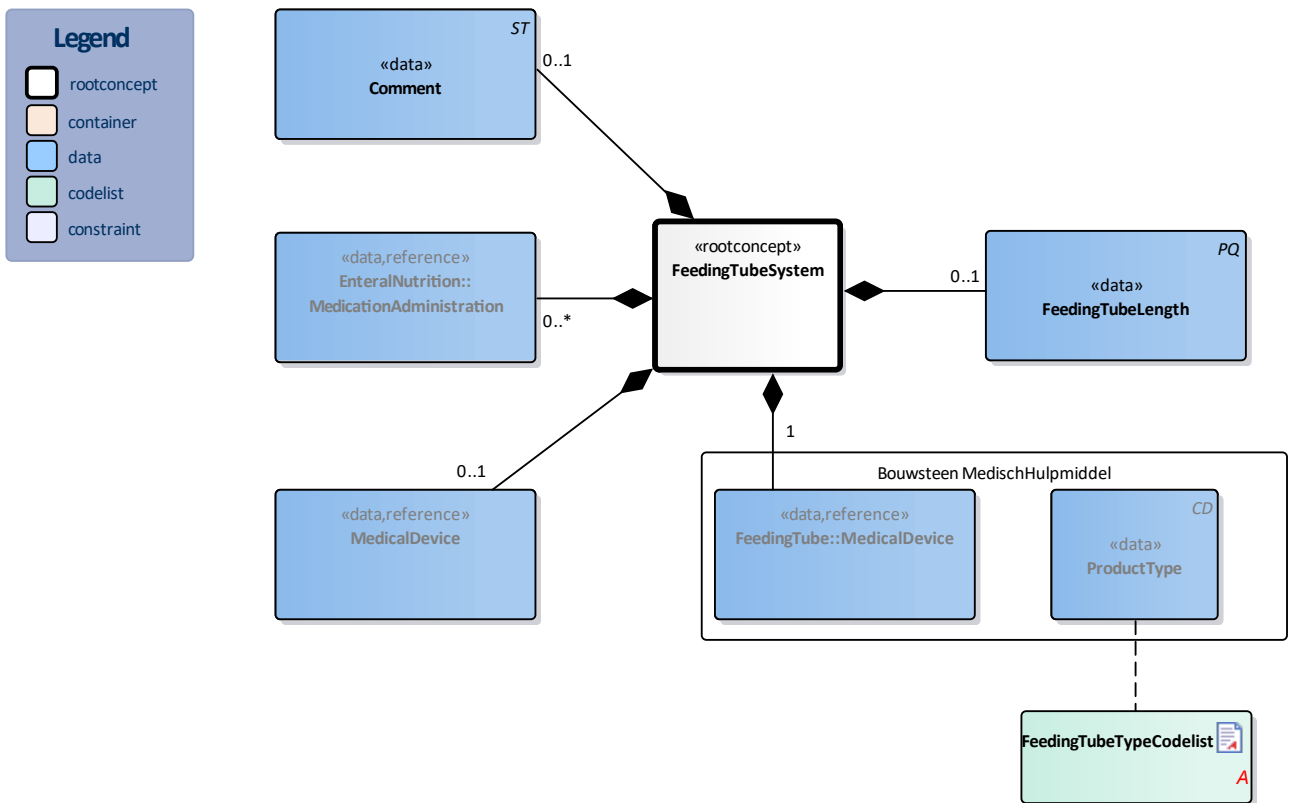 Legend
rootconcept
container
data
codelist
constraint
ST
«data»
Comment
0..1
«data,reference»
EnteralNutrition::
MedicationAdministration
0..*
«rootconcept»
FeedingTubeSystem
PQ
«data»
FeedingTubeLength
0..1
1
0..1
«data,reference»
MedicalDevice
Bouwsteen MedischHulpmiddel
«data,reference»
FeedingTube::MedicalDevice
CD
«data»
ProductType
FeedingTubeTypeCodelist
A